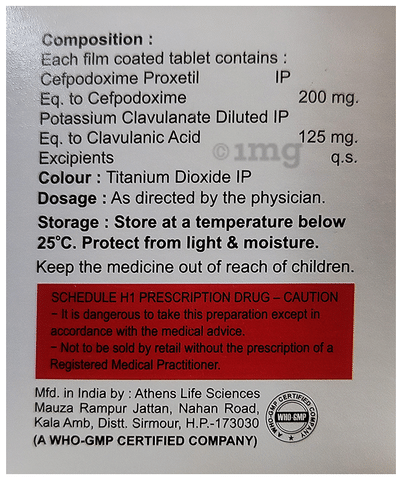 Composition :
Each film coated tablet contains :
Cefpodoxime Proxetil IP
Eq. to Cefpodoxime 200 mg.
Potassium Clavulanate Diluted IP
Eq. to Clavulanic Acid 125 mg.
©1mg
Excipients q.s.
Colour : Titanium Dioxide IP
Dosage : As directed by the physician.
Storage : Store at a temperature below
25°C. Protect from light & moisture.
Keep the medicine out of reach of children.
SCHEDULE H1 PRESCRIPTION DRUG – CAUTION
– It is dangerous to take this preparation except in
accordance with the medical advice.
– Not to be sold by retail without the prescription of a
Registered Medical Practitioner.
Mfd. in India by : Athens Life Sciences
Mauza Rampur Jattan, Nahan Road,
Kala Amb, Distt. Sirmour, H.P.-173030
(A WHO-GMP CERTIFIED COMPANY)
WHO-GMP CERTIFIED COMPANY
WHO-GMP